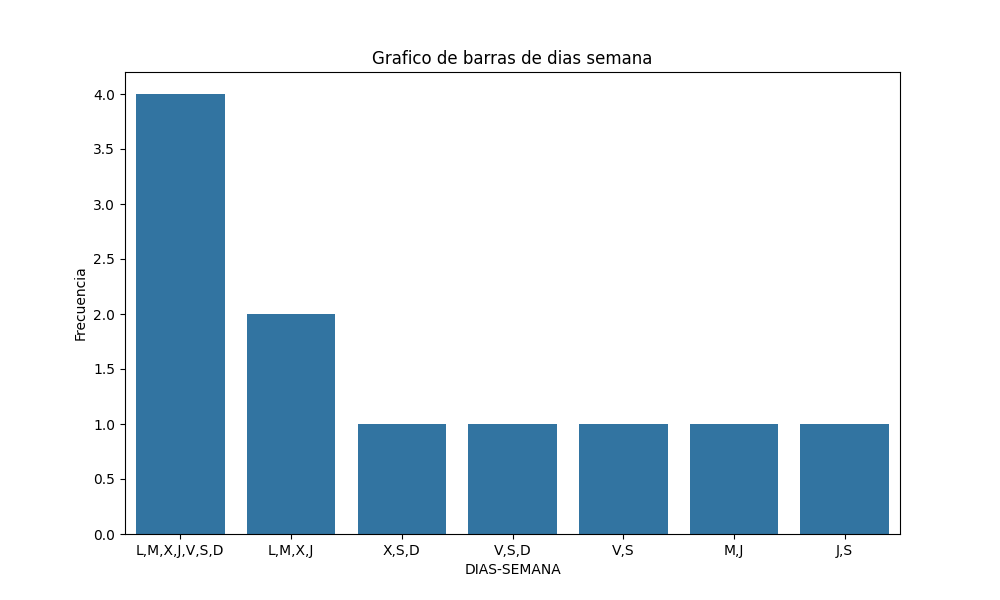 Grafico de barras de dias semana
4.0
3.5
3.0
2.5
2.0
1.5
1.0
0.5
0.0
Frecuencia
L,M,X,J,V,S,D L,M,X,J X,S,D V,S,D V,S M,J J,S
DIAS-SEMANA